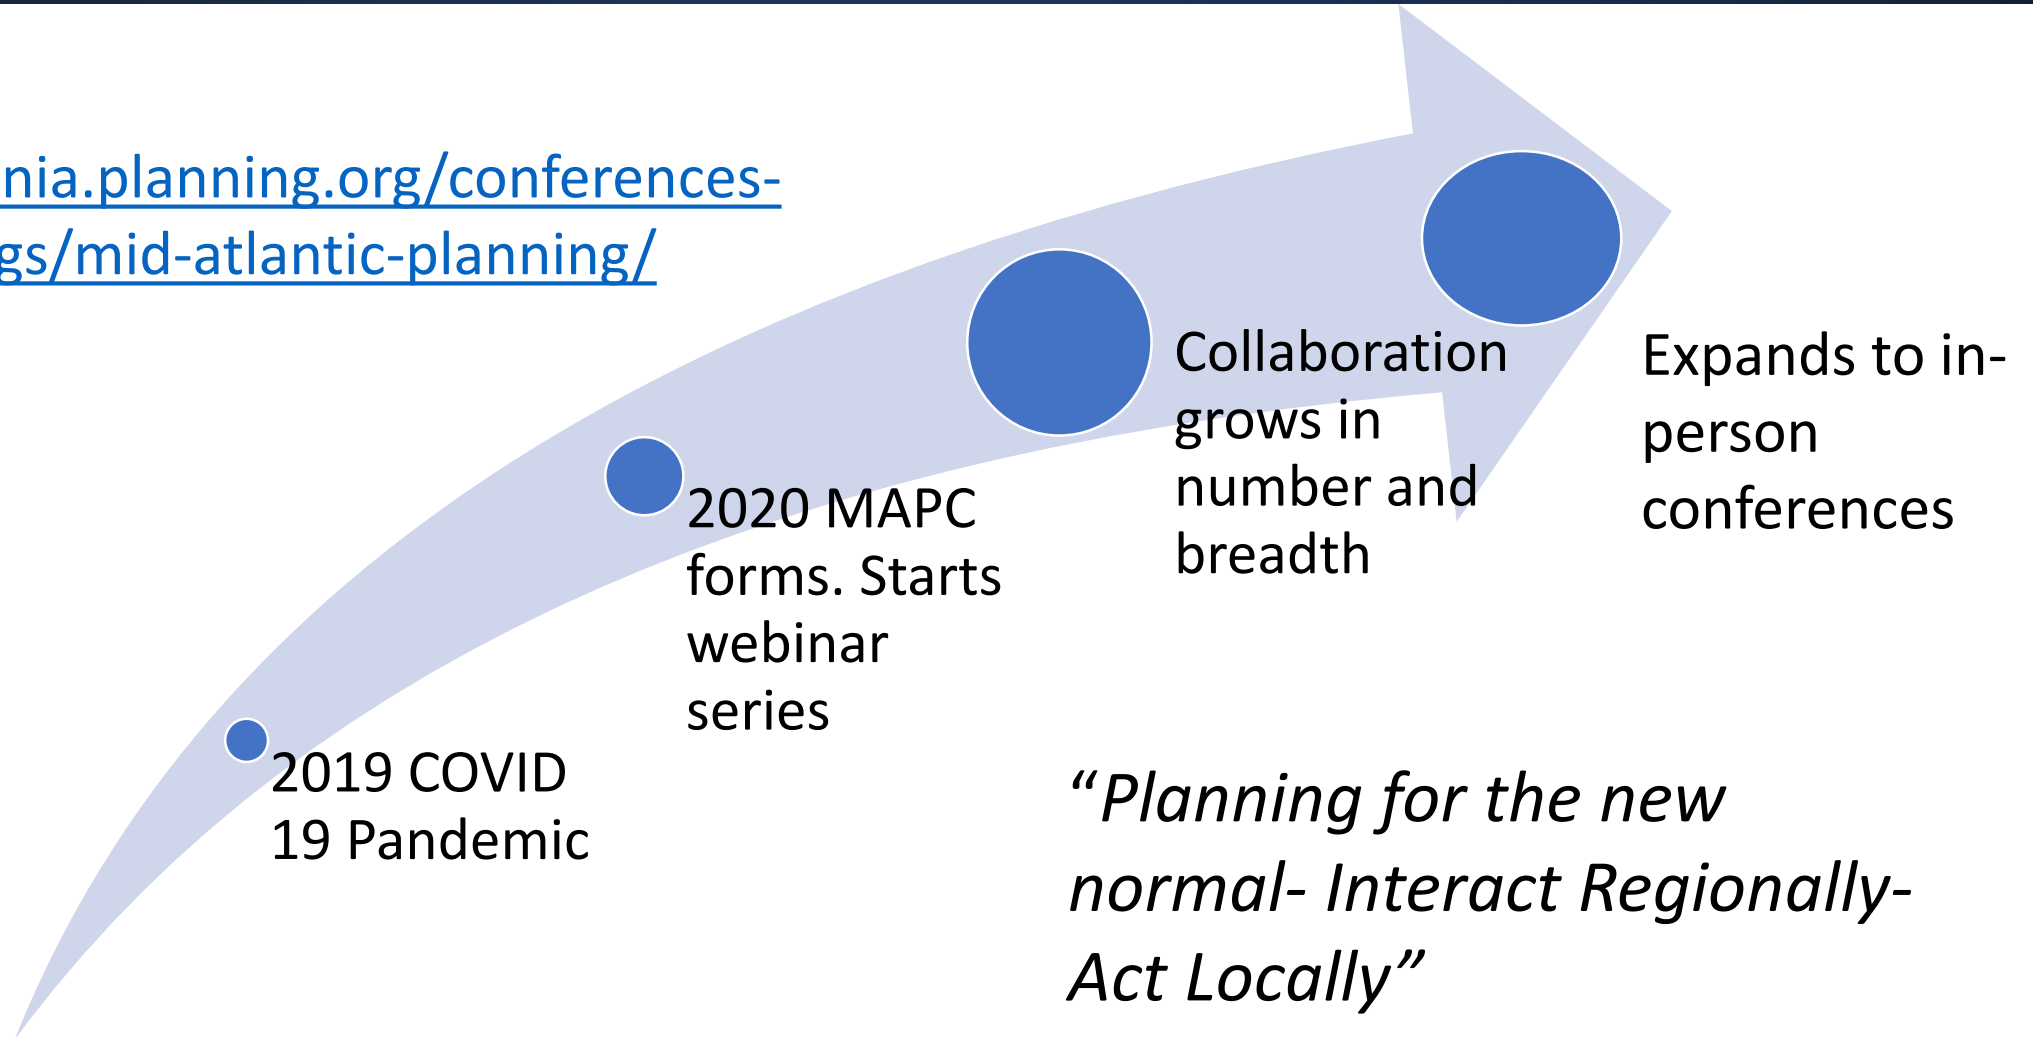 nia.planning.org/conferences-
gs/mid-atlantic-planning/
2019 COVID
19 Pandemic
2020 MAPC
forms. Starts
webinar
series
Collaboration
grows in
number and
breadth
Expands to in-
person
conferences
“Planning for the new
normal- Interact Regionally-
Act Locally”